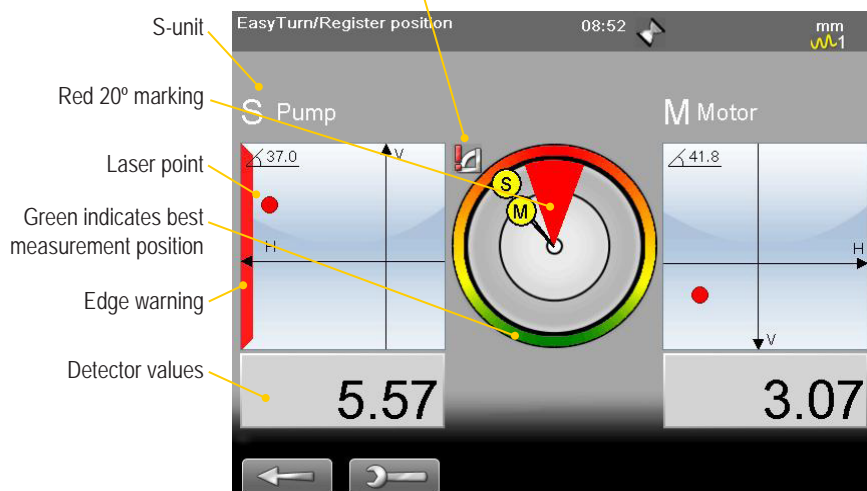 EasyTurn/Register position 08:52 mm
1
S-unit
Red 20º marking
Laser point
Green indicates best
measurement position
Edge warning
Detector values
S Pump
M Motor
37.0 V
H
S
M
41.8
H
V
5.57
3.07